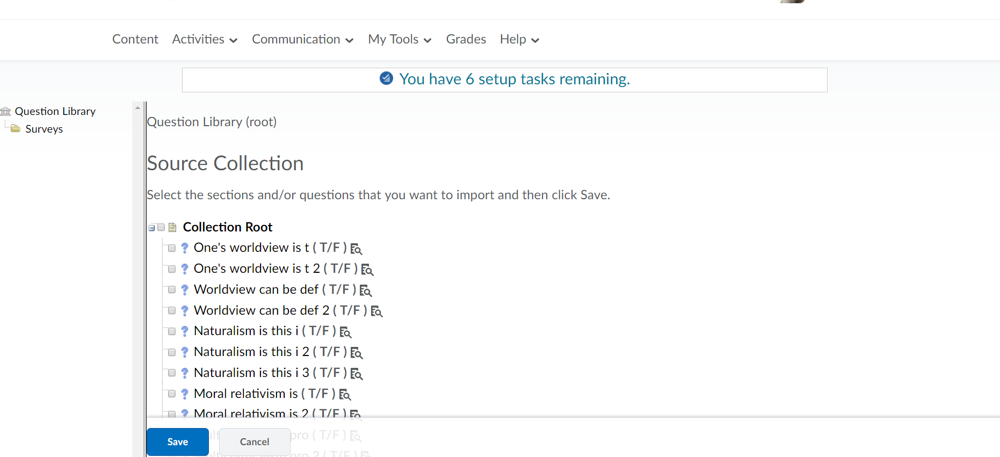 Content Activities Communication My Tools Grades Help
You have 6 setup tasks remaining.
Question Library
Surveys
Question Library (root)
Source Collection
Select the sections and/or questions that you want to import and then click Save.
Collection Root
One's worldview is t ( T/F )
One's worldview is t 2 ( T/F )
Worldview can be def ( T/F )
Worldview can be def 2 ( T/F )
Naturalism is this i ( T/F )
Naturalism is this i 2 ( T/F )
Naturalism is this i 3 ( T/F )
Moral relativism is ( T/F )
Moral relativism is 2 ( T/F )
pro ( T/F )
pro 2 ( T/F )
Save Cancel